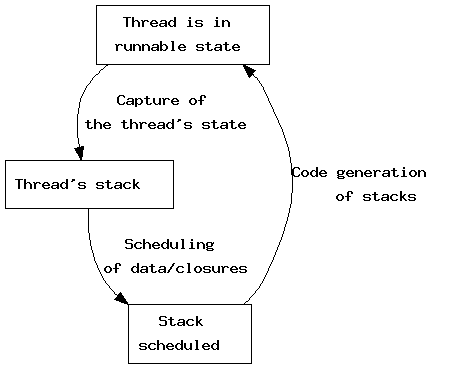 Thread is in
runnable state
Capture of
the thread's state
Code generation
of stacks
Thread's stack
Scheduling
of data/closures
Stack
scheduled